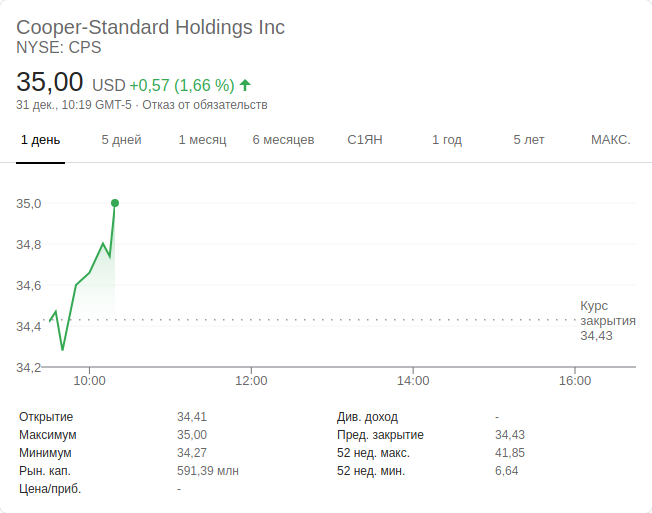 Cooper-Standard Holdings Inc
NYSE: CPS
35,00 USD +0,57 (1,66 %)
31 дек., 10:19 GMT-5 · Отказ от обязательств
1 день 5 дней 1 месяц 6 месяцев С1ЯН 1 год 5 лет МАКС.
35,0
34,8
34,6
34,4
34,2
Курс
закрытия
34,43
10:00 12:00 14:00 16:00
Открытие 34,41 Див. доход -
Максимум 35,00 Пред. закрытие 34,43
Минимум 34,27 52 нед. макс. 41,85
Рын. кап. 591,39 млн 52 нед. мин. 6,64
Цена/приб. -